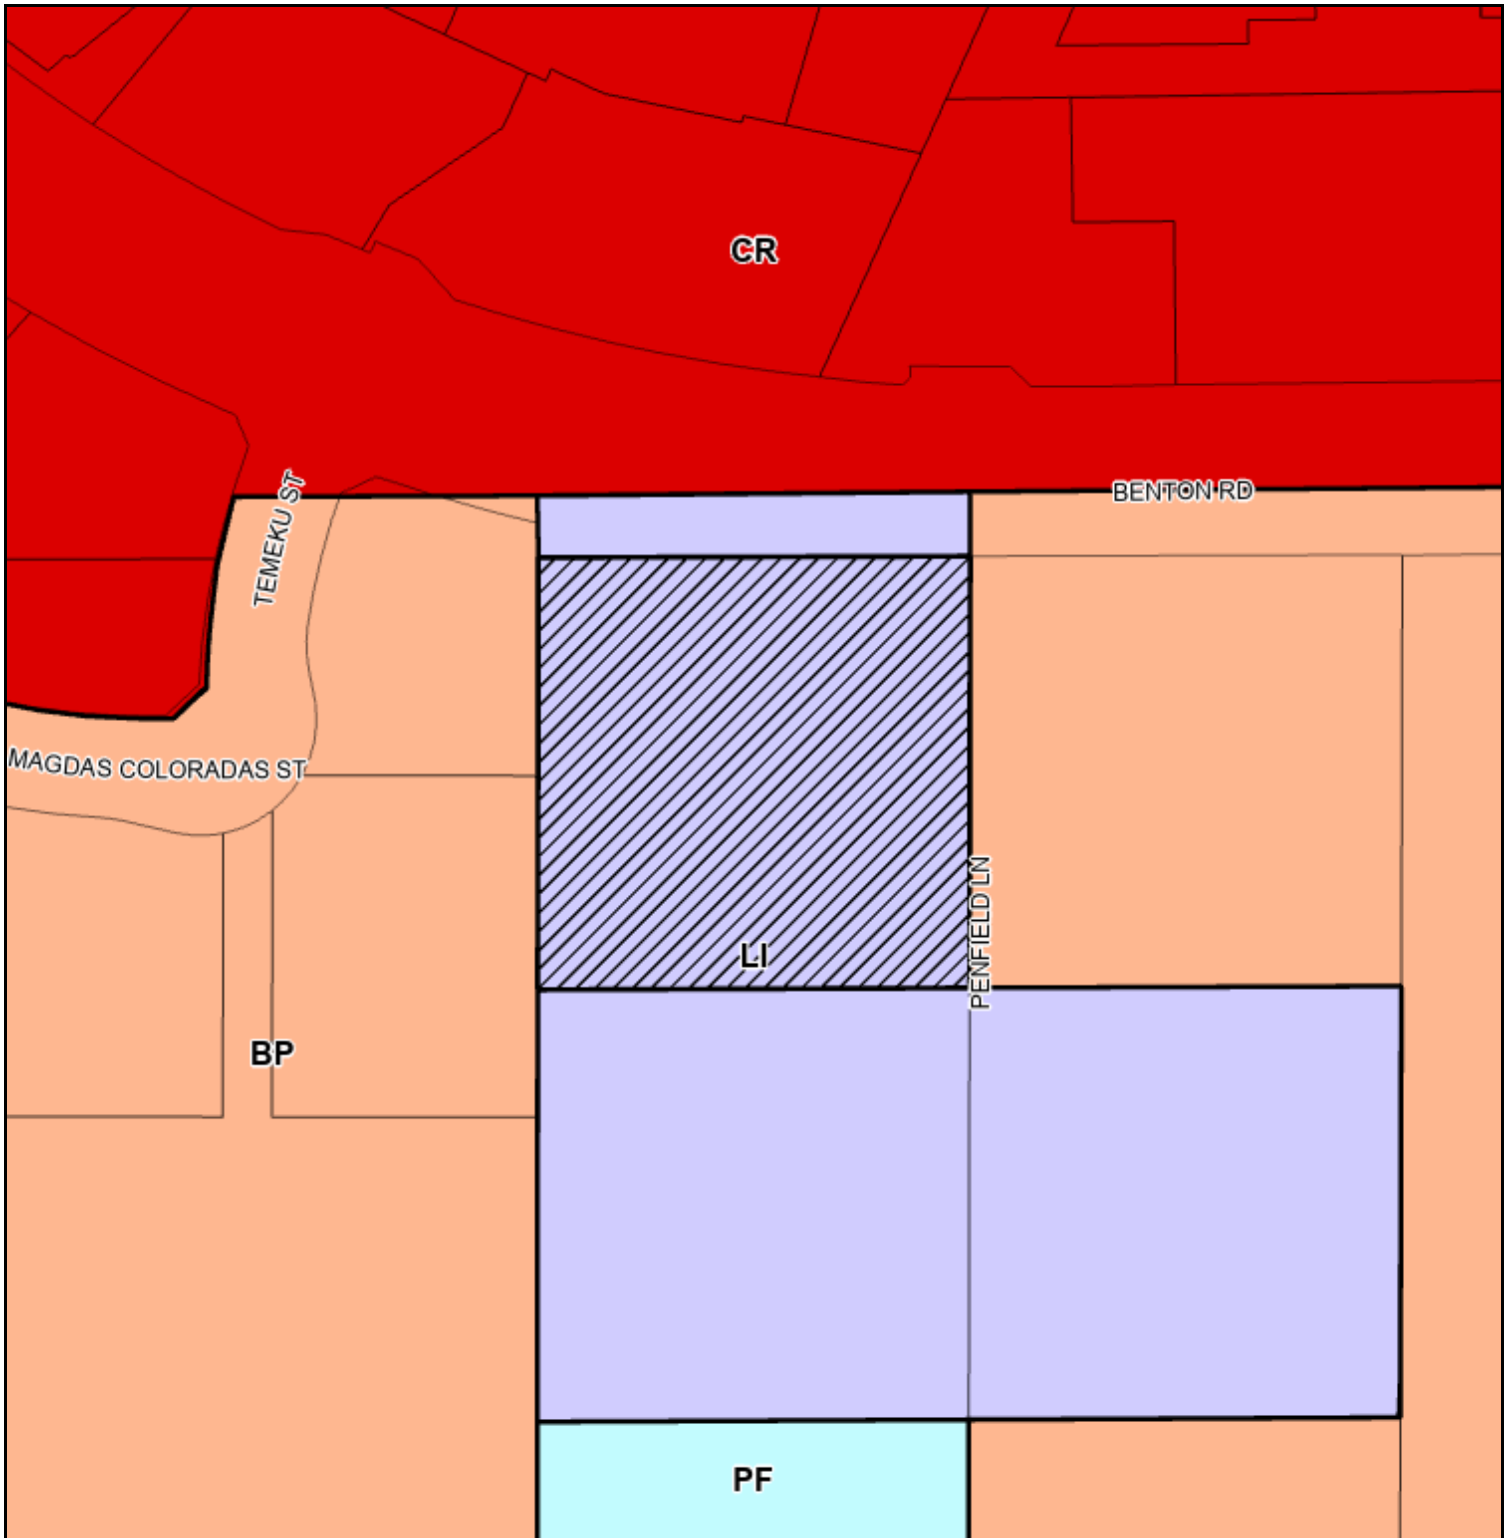 CR
BENTON RD
TEMEKU ST
MAGDAS COLORADAS ST
PENFIELD LN
LI
BP
PF